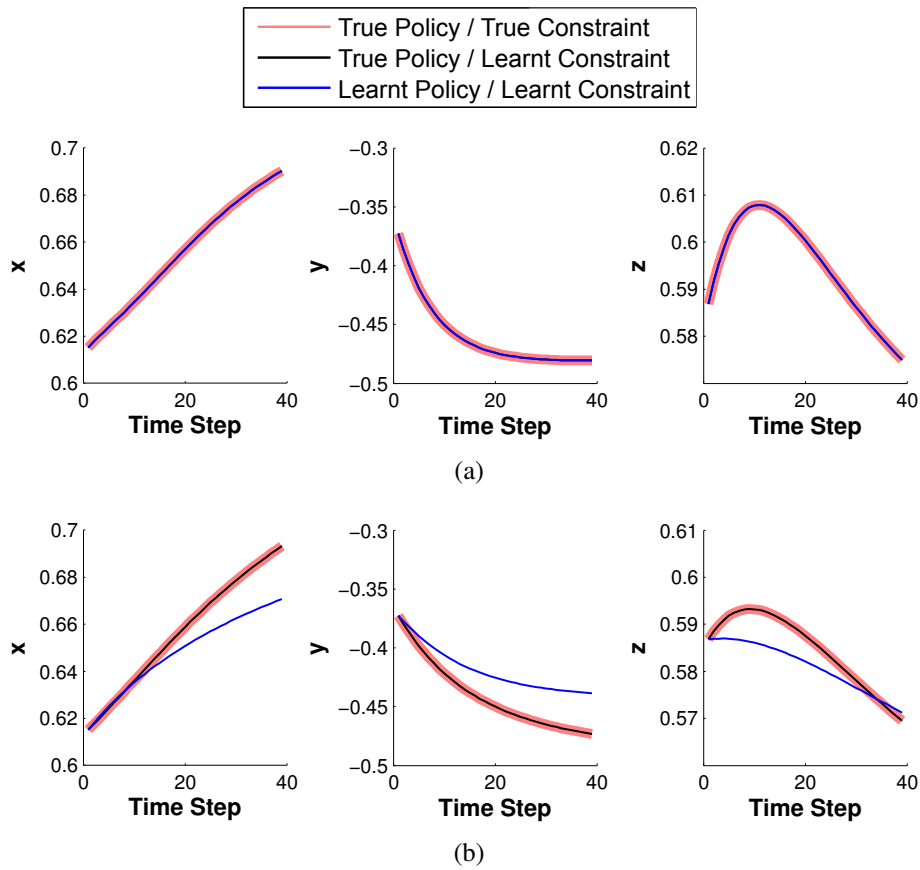 True Policy / True Constraint
True Policy / Learnt Constraint
Learnt Policy / Learnt Constraint
0.7
0.68
0.66
0.64
0.62
0.6
x
0 20 40
Time Step
−0.3
−0.35
−0.4
−0.45
−0.5
y
0 20 40
Time Step
0.62
0.61
0.6
0.59
0.58
z
0 20 40
Time Step
(a)
0.7
0.68
0.66
0.64
0.62
0.6
x
0 20 40
Time Step
−0.3
−0.35
−0.4
−0.45
−0.5
y
0 20 40
Time Step
0.61
0.6
0.59
0.58
0.57
z
0 20 40
Time Step
(b)